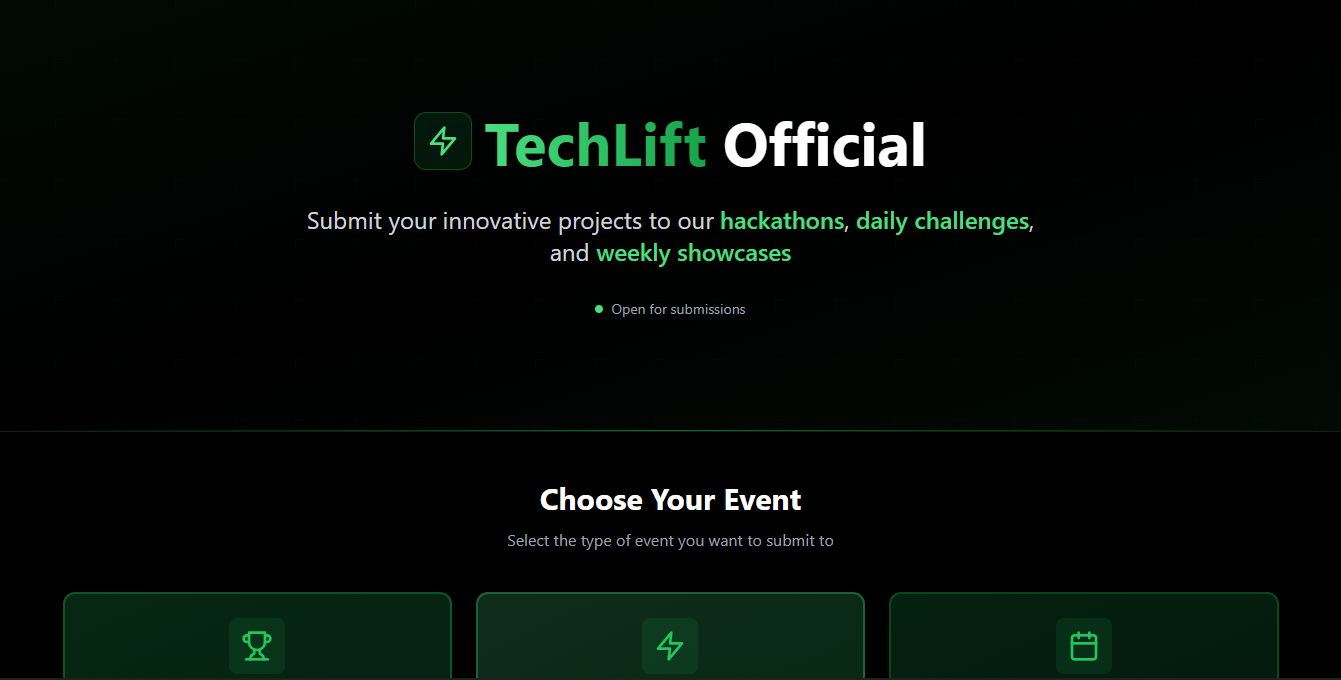 TechLift Official
Submit your innovative projects to our hackathons, daily challenges,
and weekly showcases
Open for submissions
Choose Your Event
Select the type of event you want to submit to